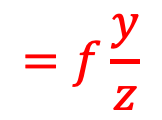 = f y/z